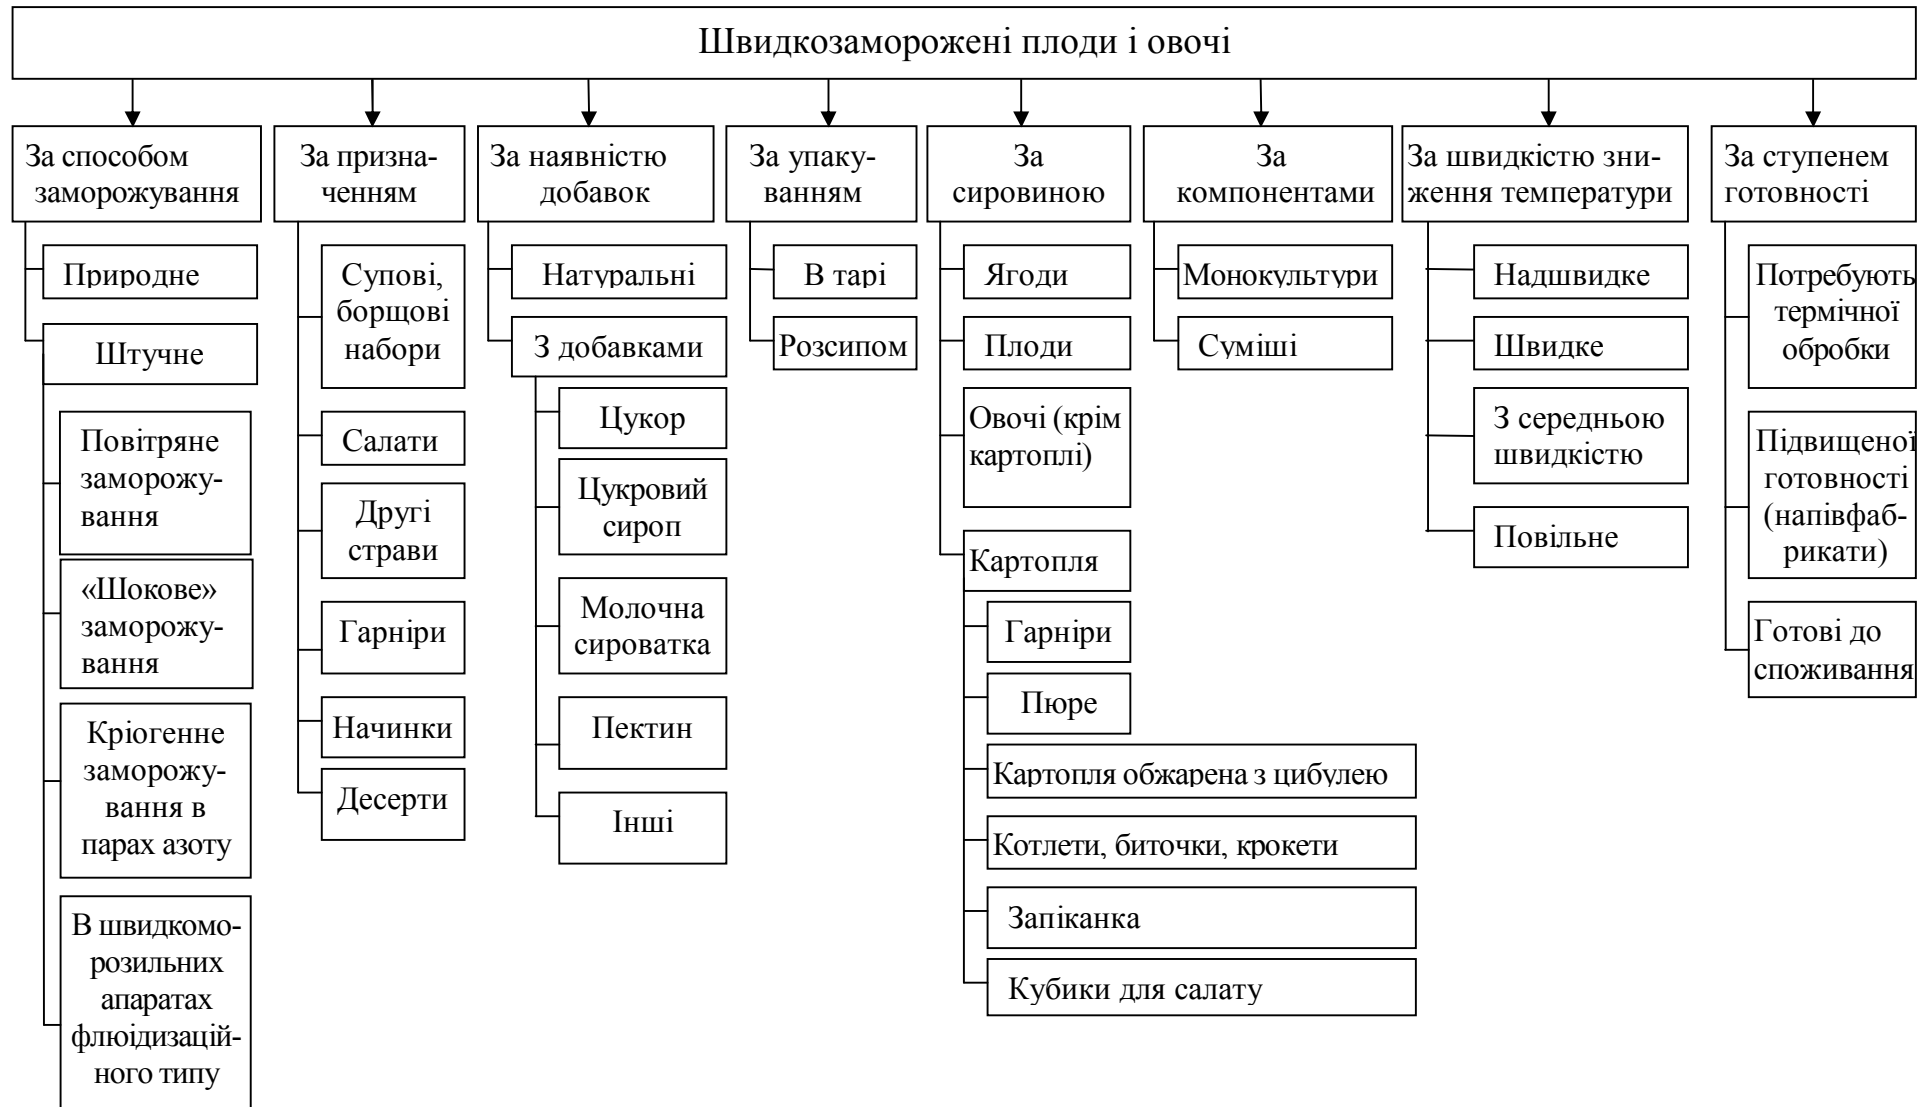 Швидкозаморожені плоди і овочі
За способом
заморожування
Природне
Штучне
Повітряне
заморожу-
вання
«Шокове»
заморожу-
вання
Кріогенне
заморожу-
вання в
парах азоту
В швидкомо-
розильних
апаратах
флюідизацій-
ного типу
За призна-
ченням
Супові,
борщові
набори
Салати
Другі
страви
Гарніри
Начинки
Десерти
За наявністю
добавок
Натуральні
З добавками
Цукор
Цукровий
сироп
Молочна
сироватка
Пектин
Інші
За упаку-
ванням
В тарі
Розсипом
За
сировиною
Ягоди
Плоди
Овочі (крім
картоплі)
Картопля
Гарніри
Пюре
Картопля обжарена з цибулею
Котлети, биточки, крокети
Запіканка
Кубики для салату
За
компонентами
Монокультури
Суміші
За швидкістю зни-
ження температури
Надшвидке
Швидке
З середньою
швидкістю
Повільне
За ступенем
готовності
Потребують
термічної
обробки
Підвищеної
готовності
(напівфаб-
рикати)
Готові до
споживання